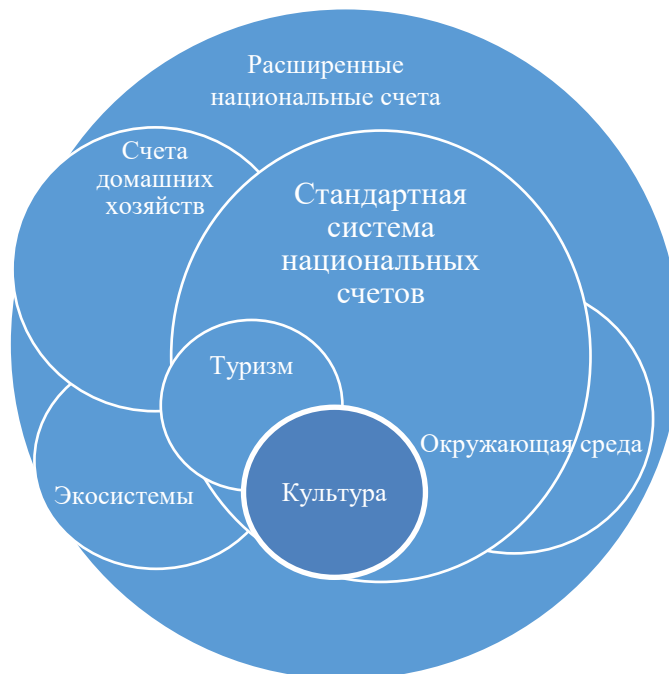 Расширенные
национальные счета
Счета
домашних
хозяйств
Стандартная
система
национальных
счетов
Туризм
Окружающая среда
Экосистемы
Культура